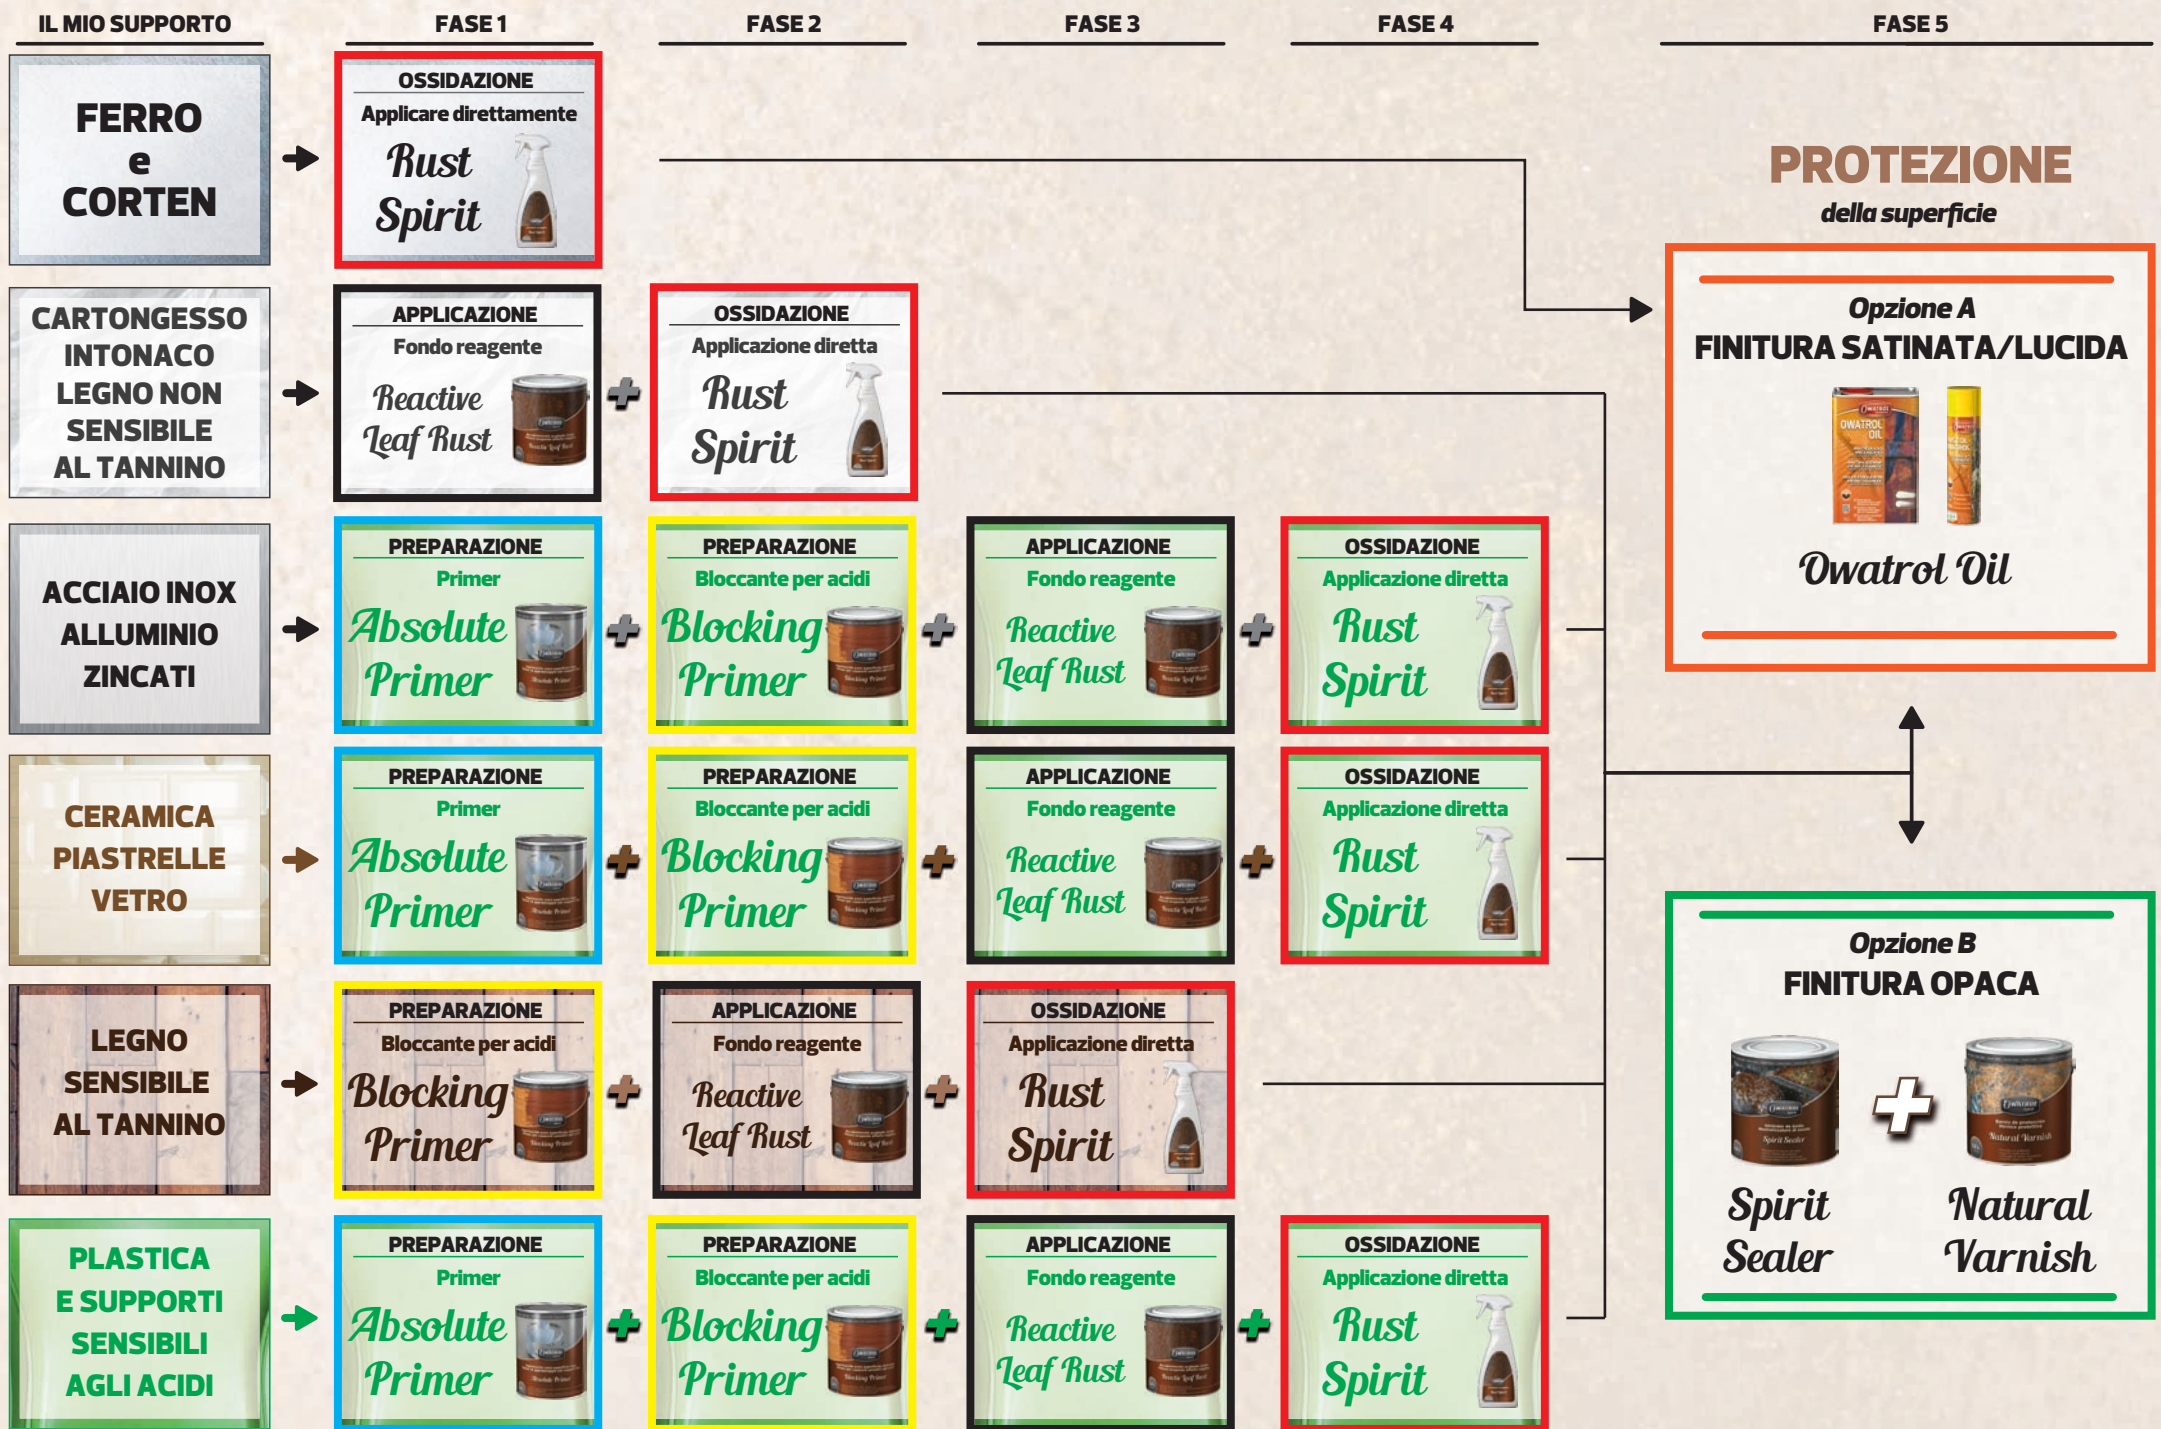 IL MIO SUPPORTO
FASE 1
FASE 2
FASE 3
FASE 4
FASE 5
FERRO
e
CORTEN
OSSIDAZIONE
Applicare direttamente
Rust
Spirit
CARTONGESSO
INTONACO
LEGNO NON
SENSIBILE
AL TANNINO
APPLICAZIONE
Fondo reagente
Reactive
Leaf Rust
OSSIDAZIONE
Applicazione diretta
Rust
Spirit
ACCIAIO INOX
ALLUMINIO
ZINCATI
PREPARAZIONE
Primer
Absolute
Primer
PREPARAZIONE
Bloccante per acidi
Blocking
Primer
APPLICAZIONE
Fondo reagente
Reactive
Leaf Rust
OSSIDAZIONE
Applicazione diretta
Rust
Spirit
CERAMICA
PIASTRELLE
VETRO
PREPARAZIONE
Primer
Absolute
Primer
PREPARAZIONE
Bloccante per acidi
Blocking
Primer
APPLICAZIONE
Fondo reagente
Reactive
Leaf Rust
OSSIDAZIONE
Applicazione diretta
Rust
Spirit
LEGNO
SENSIBILE
AL TANNINO
PREPARAZIONE
Bloccante per acidi
Blocking
Primer
APPLICAZIONE
Fondo reagente
Reactive
Leaf Rust
OSSIDAZIONE
Applicazione diretta
Rust
Spirit
PLASTICA
E SUPPORTI
SENSIBILI
AGLI ACIDI
PREPARAZIONE
Primer
Absolute
Primer
PREPARAZIONE
Bloccante per acidi
Blocking
Primer
APPLICAZIONE
Fondo reagente
Reactive
Leaf Rust
OSSIDAZIONE
Applicazione diretta
Rust
Spirit
PROTEZIONE
della superficie
Opzione A
FINITURA SATINATA/LUCIDA
OWATROL
OIL
Owatrol Oil
Opzione B
FINITURA OPACA
Spirit Sealer
Natural Varnish
Spirit
Sealer
Natural
Varnish